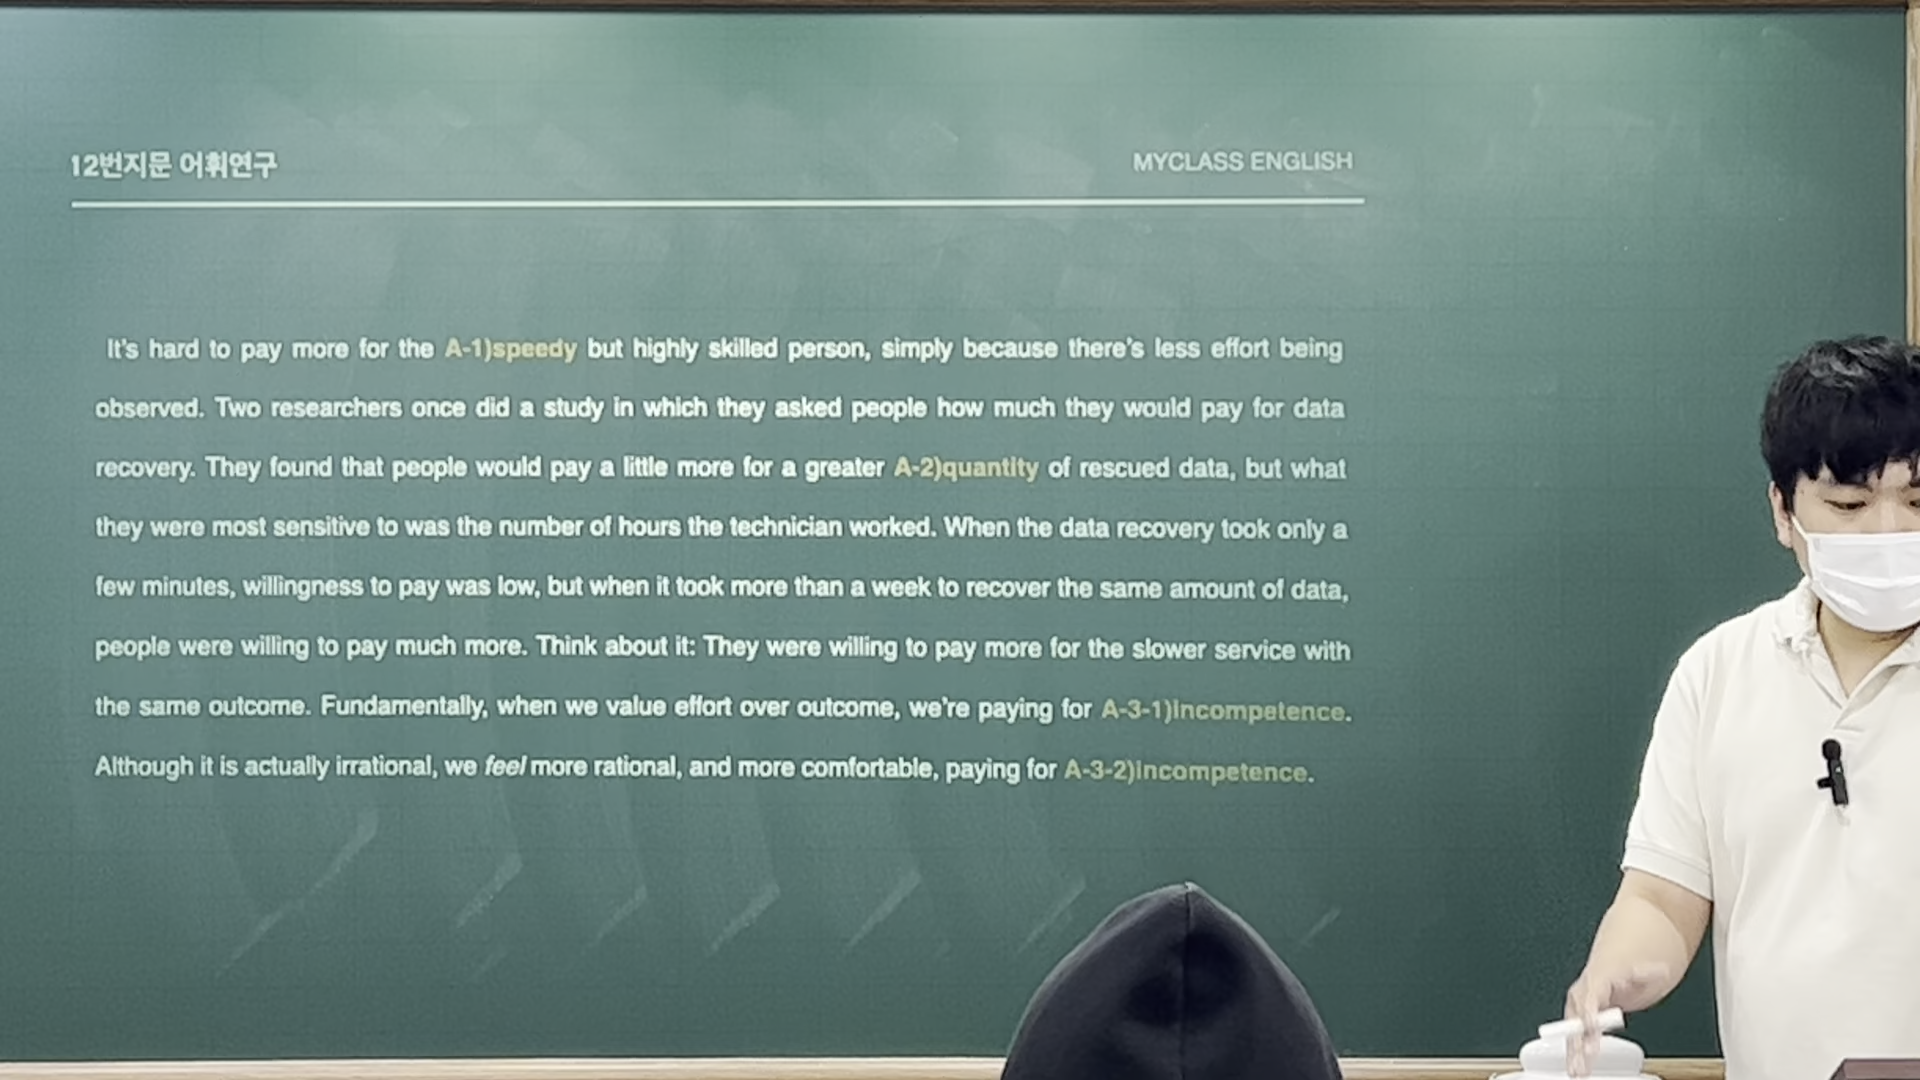 12번지문 어휘연구
MYCLASS ENGLISH
It's hard to pay more for the A-1)speedy but highly skilled person, simply because there's less effort being
observed. Two researchers once did a study in which they asked people how much they would pay for data
recovery. They found that people would pay a little more for a greater A-2)quantity of rescued data, but what
they were most sensitive to was the number of hours the technician worked. When the data recovery took only a
few minutes, willingness to pay was low, but when it took more than a week to recover the same amount of data,
people were willing to pay much more. Think about it: They were willing to pay more for the slower service with
the same outcome. Fundamentally, when we value effort over outcome, we're paying for A-3-1)incompetence.
Although it is actually irrational, we feel more rational, and more comfortable, paying for A-3-2)incompetence.